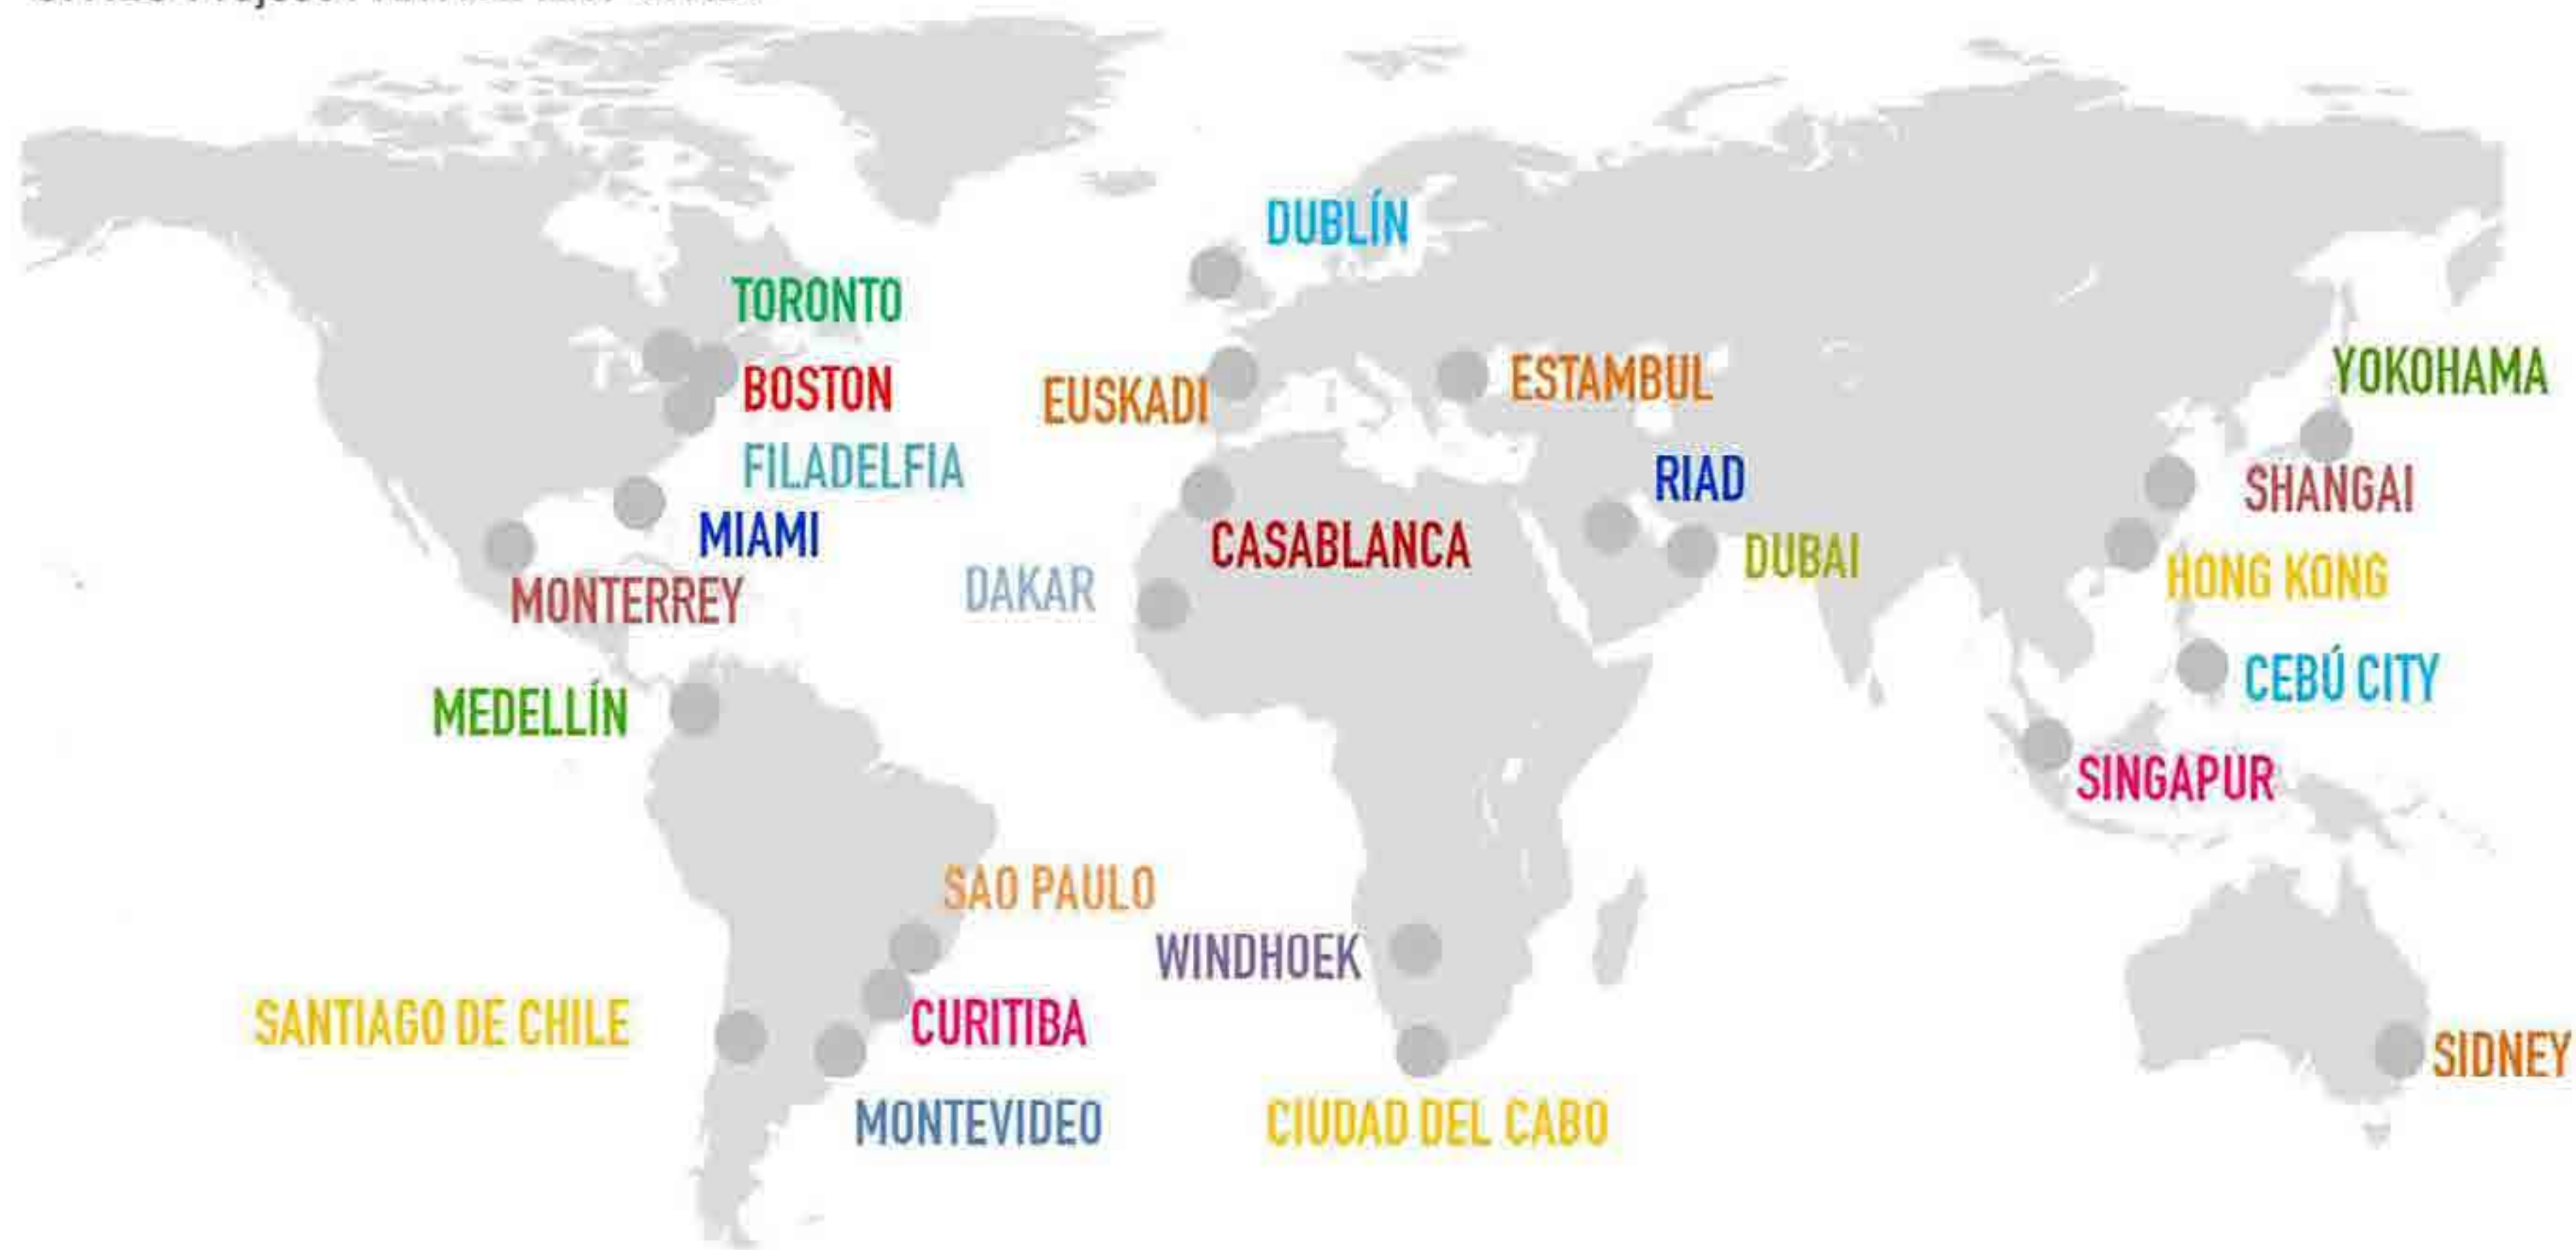 DUBLÍN
TORONTO
BOSTON
EUSKADI
ESTAMBUL
YOKOHAMA
FILADELFIA
RIAD
SHANGAI
MIAMI
CASABLANCA
DUBAI
HONG KONG
DAKAR
MONTERREY
MEDELLÍN
CEBÚ CITY
SINGAPUR
SAO PAULO
WINDHOEK
SANTIAGO DE CHILE
CURITIBA
SIDNEY
MONTEVIDEO
CIUDAD DEL CABO